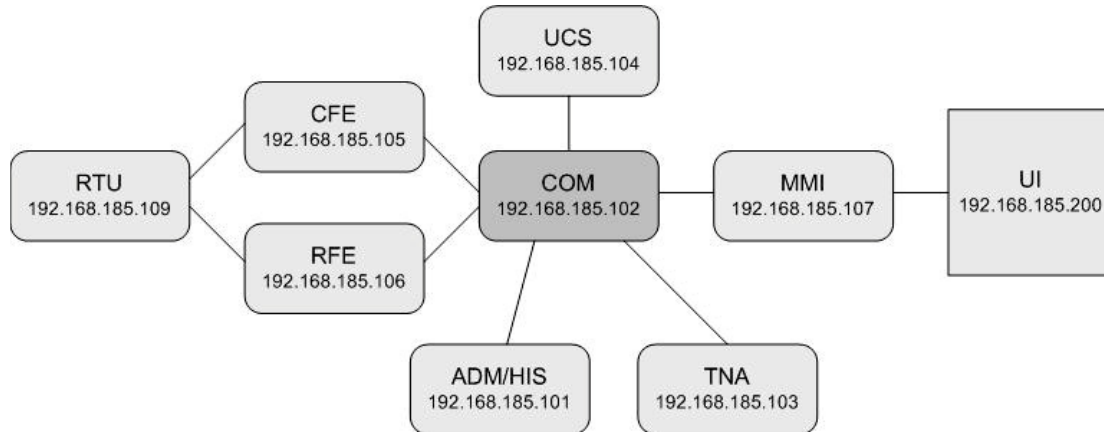 UCS
192.168.185.104
CFE
192.168.185.105
RTU
192.168.185.109
COM
192.168.185.102
MMI
192.168.185.107
UI
192.168.185.200
RFE
192.168.185.106
ADM/HIS
192.168.185.101
TNA
192.168.185.103